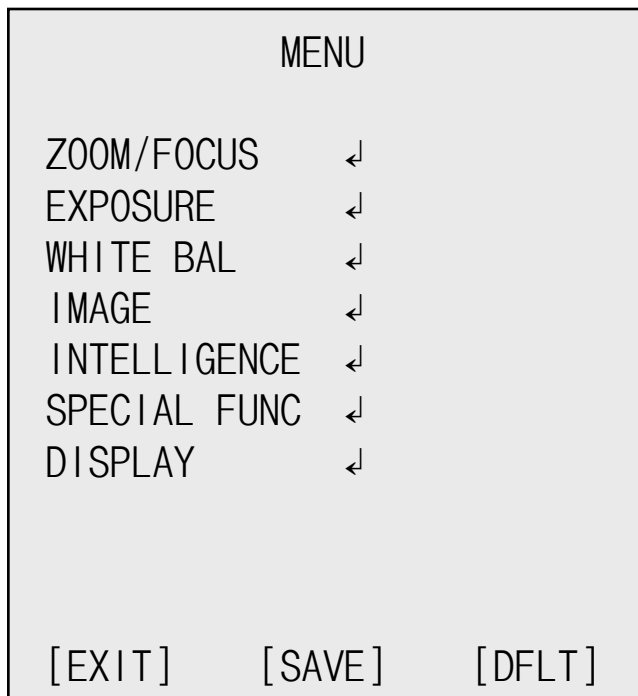 MENU
ZOOM/FOCUS ↲
EXPOSURE ↲
WHITE BAL ↲
IMAGE ↲
INTELLIGENCE ↲
SPECIAL FUNC ↲
DISPLAY ↲
[EXIT] [SAVE] [DFLT]